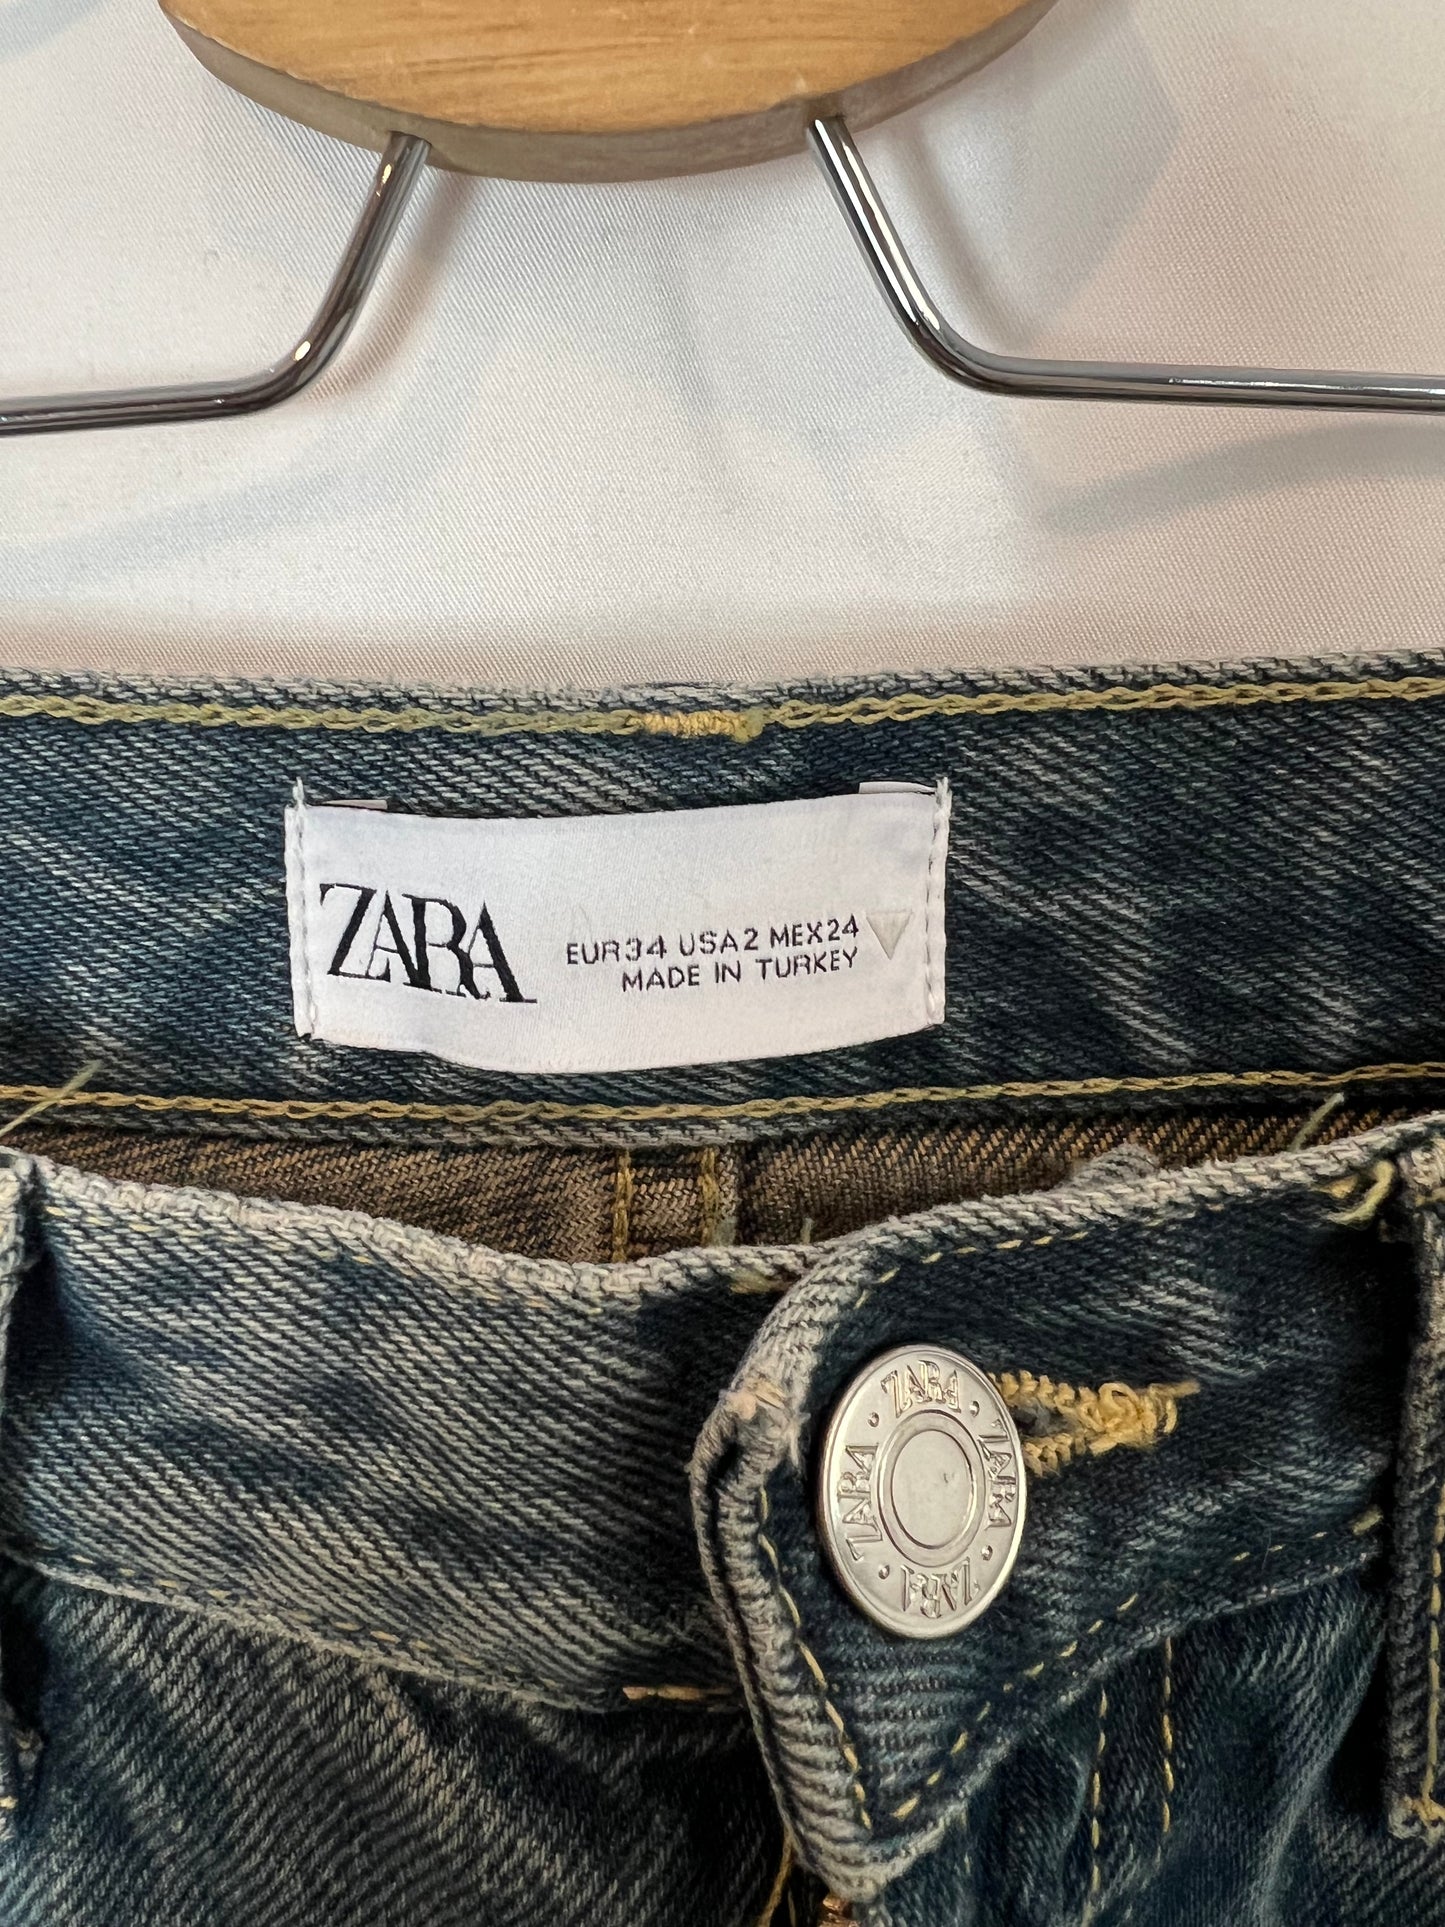 ZARA
EUR34 USA2 MEX24
MADE IN TURKEY
ZARA • ZARA • ZARA • ZARA •